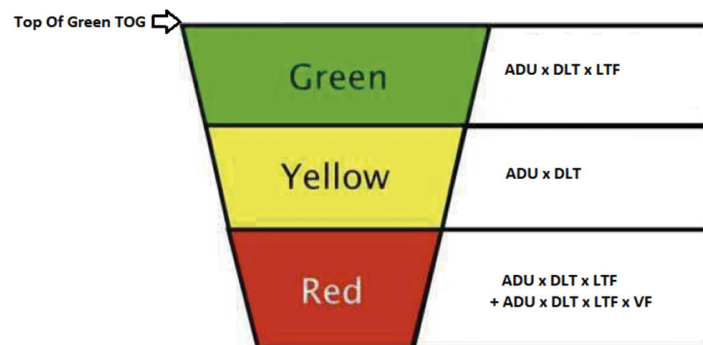 Top Of Green TOG
Green
ADU x DLT x LTF
Yellow
ADU x DLT
Red
ADU x DLT x LTF
+ ADU x DLT x LTF x VF